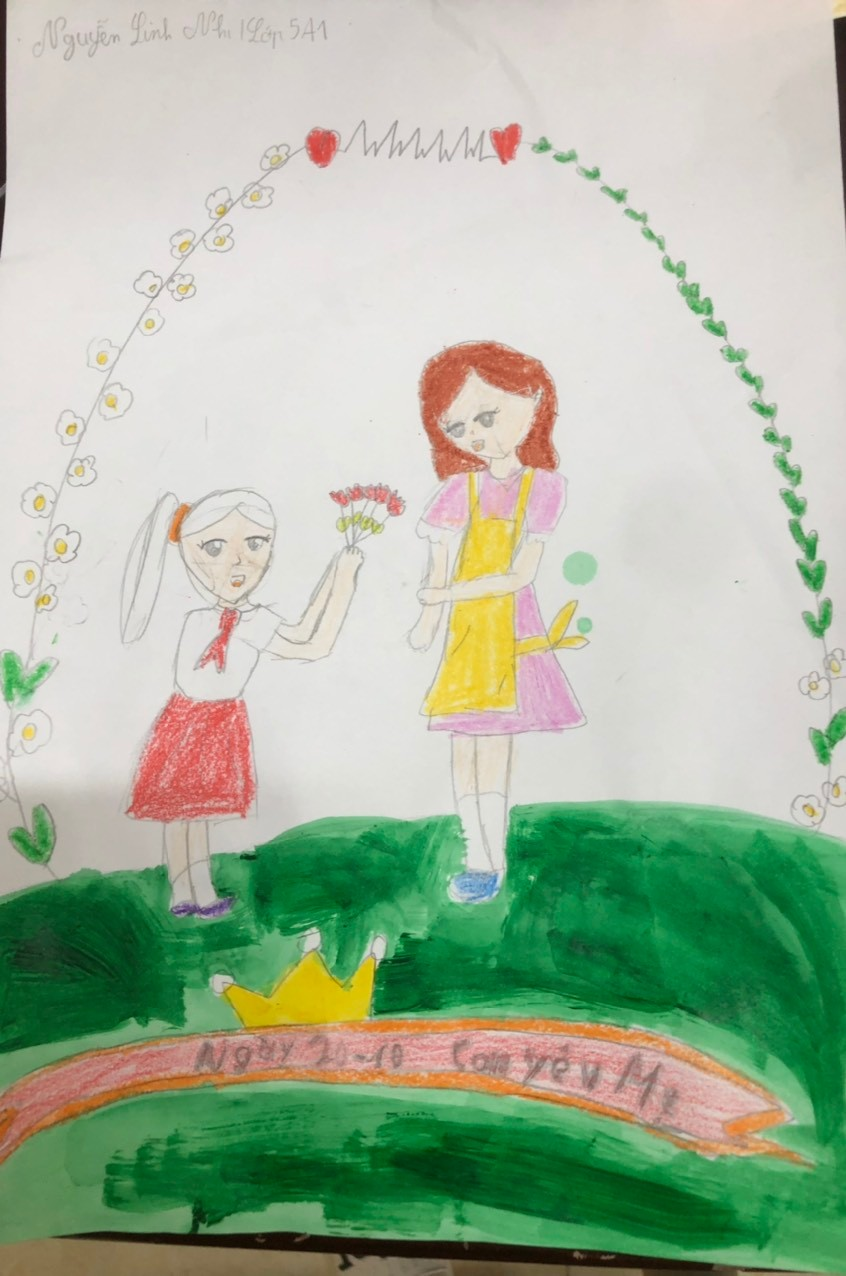 Nguyễn Linh Nhi | Lớp 5A1
Ngày 20-10 Con yêu Mẹ